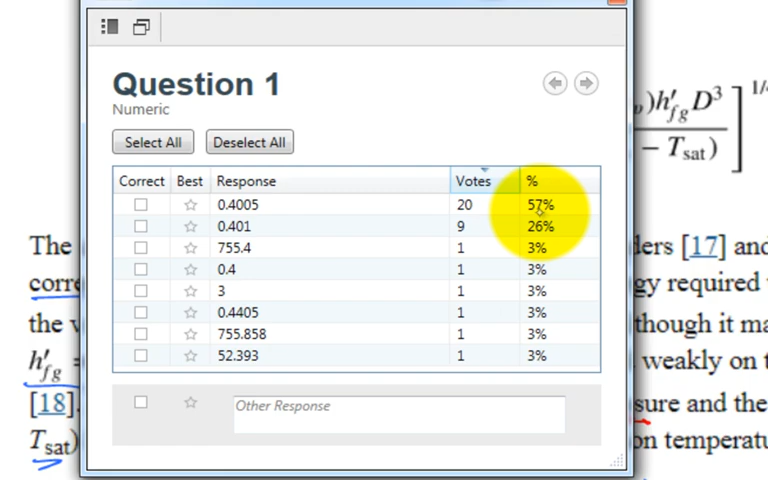 Question 1
Numeric
Select All Deselect All
Correct Best Response Votes %
0.4005 20 57%
0.401 9 26%
755.4 1 3%
0.4 1 3%
3 1 3%
0.4405 1 3%
755.858 1 3%
52.393 1 3%
Other Response
)h′fg D³ ]
− Tsat)
The ders [17] and
corre gy required
the v though it ma
h′fg = weakly on t
[18]. sure and the
Tsat) on temperatu